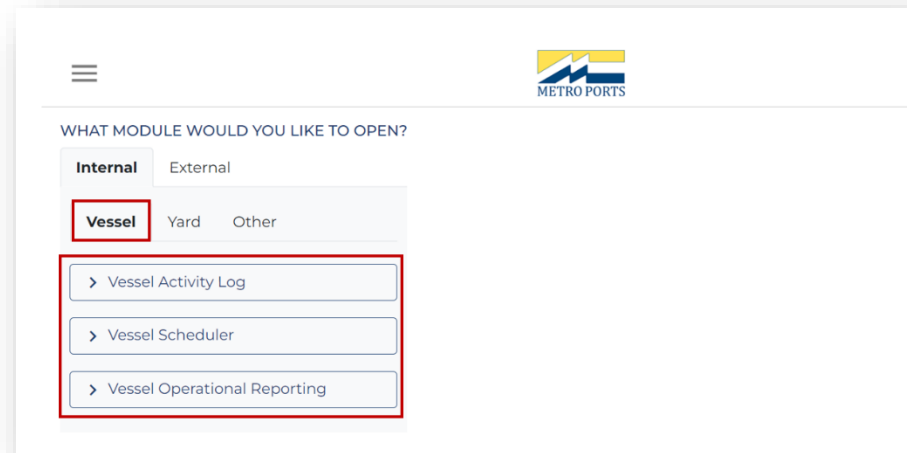 METRO PORTS
WHAT MODULE WOULD YOU LIKE TO OPEN?
Internal External
Vessel Yard Other
Vessel Activity Log
Vessel Scheduler
Vessel Operational Reporting